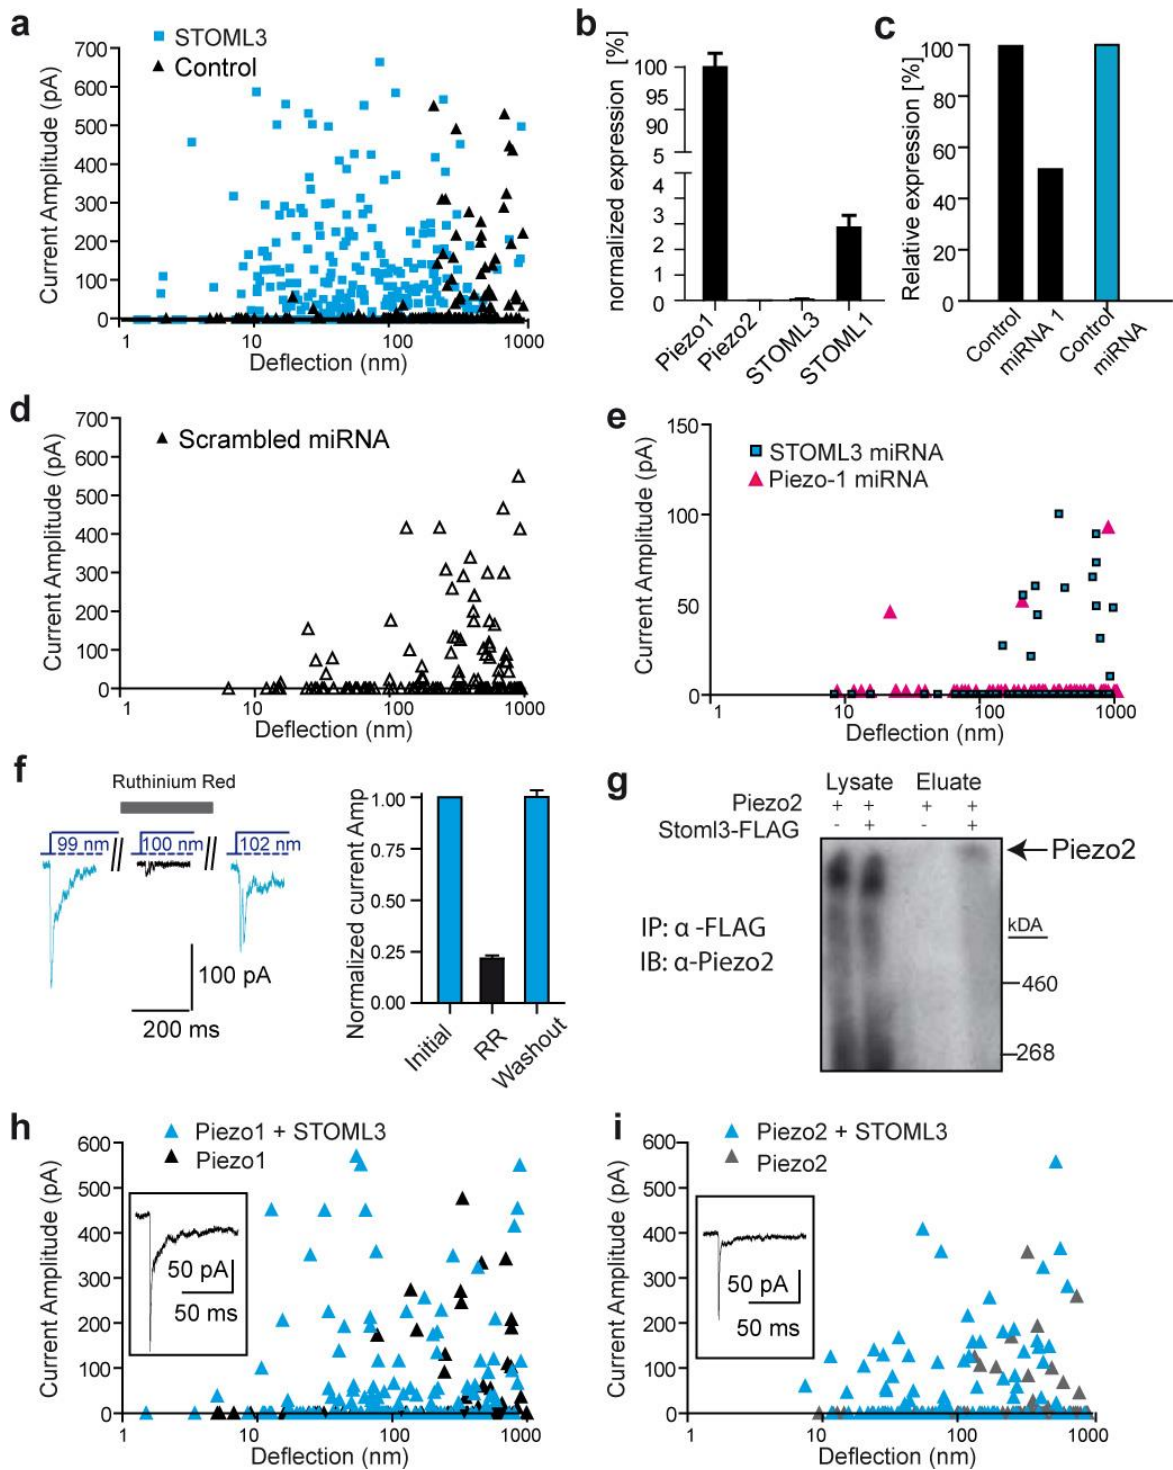 a
STOML3
Control
700
600
500
400
300
200
100
0
Current Amplitude (pA)
1 10 100 1000
Deflection (nm)
b
normalized expression [%]
100
95
90
5
4
3
2
1
0
Piezo1
Piezo2
STOML3
STOML1
c
Relative expression [%]
100
80
60
40
20
0
Control
miRNA 1
Control
miRNA
d
Scrambled miRNA
700
600
500
400
300
200
100
0
Current Amplitude (pA)
1 10 100 1000
Deflection (nm)
e
STOML3 miRNA
Piezo-1 miRNA
150
100
50
0
Current Amplitude (pA)
1 10 100 1000
Deflection (nm)
f
Ruthinium Red
99 nm
100 nm
102 nm
100 pA
200 ms
Normalized current Amp
1.00
0.75
0.50
0.25
0.00
Initial
RR
Washout
g
Lysate Eluate
Piezo2 + + + +
Stoml3-FLAG - + - +
Piezo2
IP: α -FLAG
IB: α-Piezo2
kDA
460
268
h
Piezo1 + STOML3
Piezo1
600
500
400
300
200
100
0
Current Amplitude (pA)
50 pA
50 ms
1 10 100 1000
Deflection (nm)
i
Piezo2 + STOML3
Piezo2
600
500
400
300
200
100
0
Current Amplitude (pA)
50 pA
50 ms
1 10 100 1000
Deflection (nm)